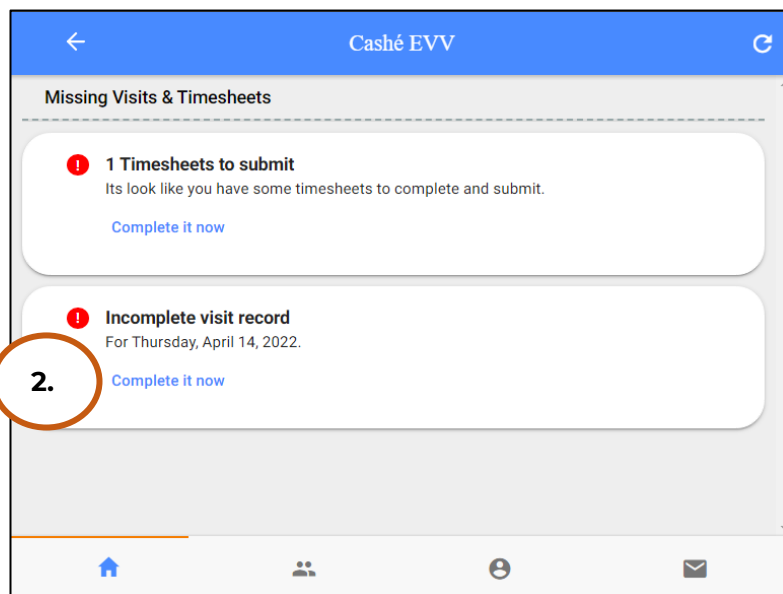 Cashé EVV
Missing Visits & Timesheets
1 Timesheets to submit
Its look like you have some timesheets to complete and submit.
Complete it now
Incomplete visit record
For Thursday, April 14, 2022.
2.
Complete it now